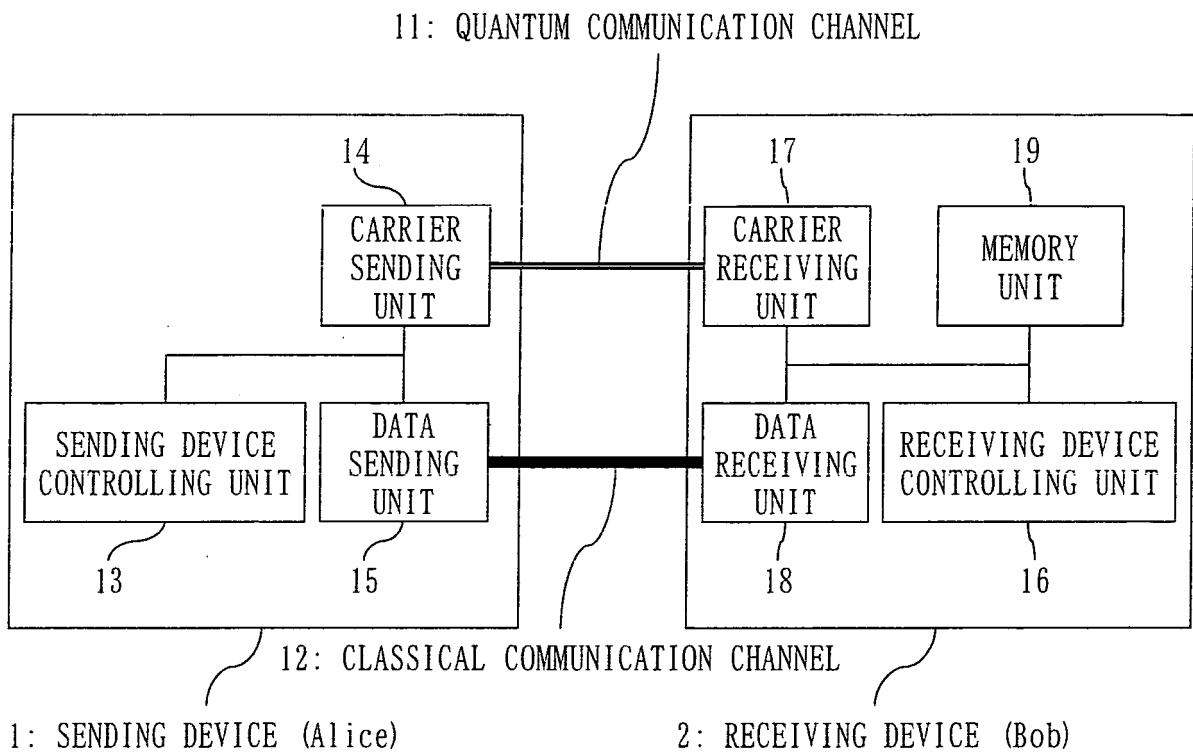 11: QUANTUM COMMUNICATION CHANNEL
14
17
19
CARRIER
SENDING
UNIT
CARRIER
RECEIVING
UNIT
MEMORY
UNIT
SENDING DEVICE
CONTROLLING UNIT
DATA
SENDING
UNIT
DATA
RECEIVING
UNIT
RECEIVING DEVICE
CONTROLLING UNIT
13
15
18
16
12: CLASSICAL COMMUNICATION CHANNEL
1: SENDING DEVICE (Alice)
2: RECEIVING DEVICE (Bob)